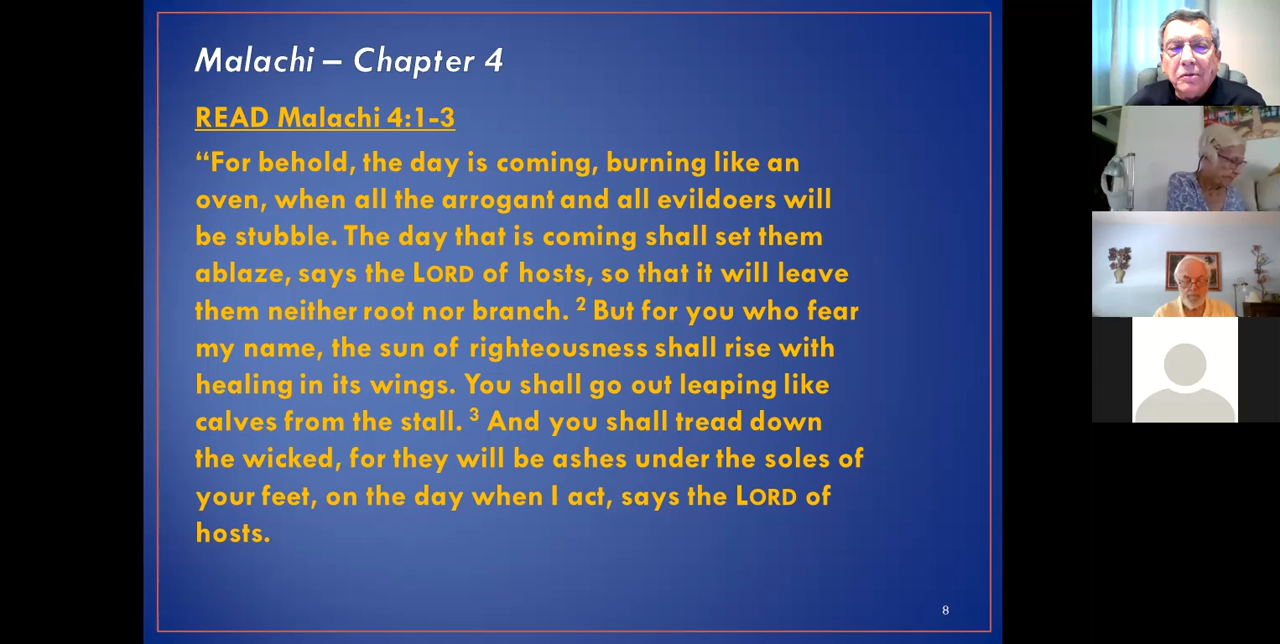 Malachi – Chapter 4
READ Malachi 4:1-3
“For behold, the day is coming, burning like an
oven, when all the arrogant and all evildoers will
be stubble. The day that is coming shall set them
ablaze, says the LORD of hosts, so that it will leave
them neither root nor branch. ² But for you who fear
my name, the sun of righteousness shall rise with
healing in its wings. You shall go out leaping like
calves from the stall. ³ And you shall tread down
the wicked, for they will be ashes under the soles of
your feet, on the day when I act, says the LORD of
hosts.
8